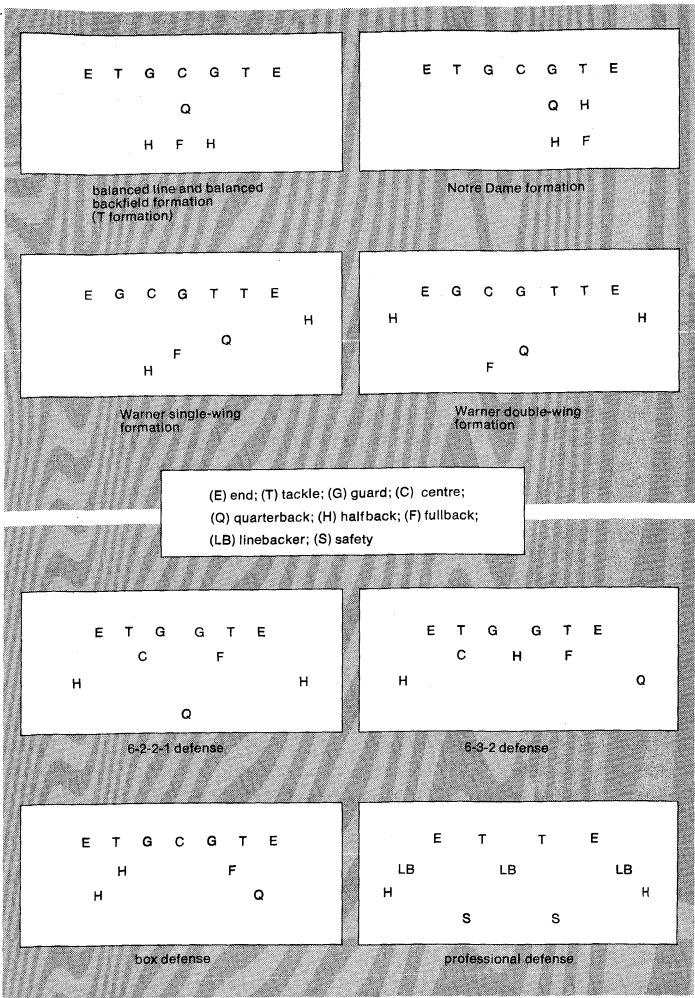 E T G C G T E
Q
H F H
balanced line and balanced
backfield formation
(T formation)
E T G C G T E
Q H
H F
Notre Dame formation
E G C G T T E
H
Q
F
H
Warner single-wing
formation
E G C G T T E
H H
Q
F
Warner double-wing
formation
(E) end; (T) tackle; (G) guard; (C) centre;
(Q) quarterback; (H) halfback; (F) fullback;
(LB) linebacker; (S) safety
E T G G T E
C F
H H
Q
6-2-2-1 defense
E T G G T E
C H F
H Q
6-3-2 defense
E T G C G T E
H F
H Q
box defense
E T T E
LB LB LB
H H
S S
professional defense